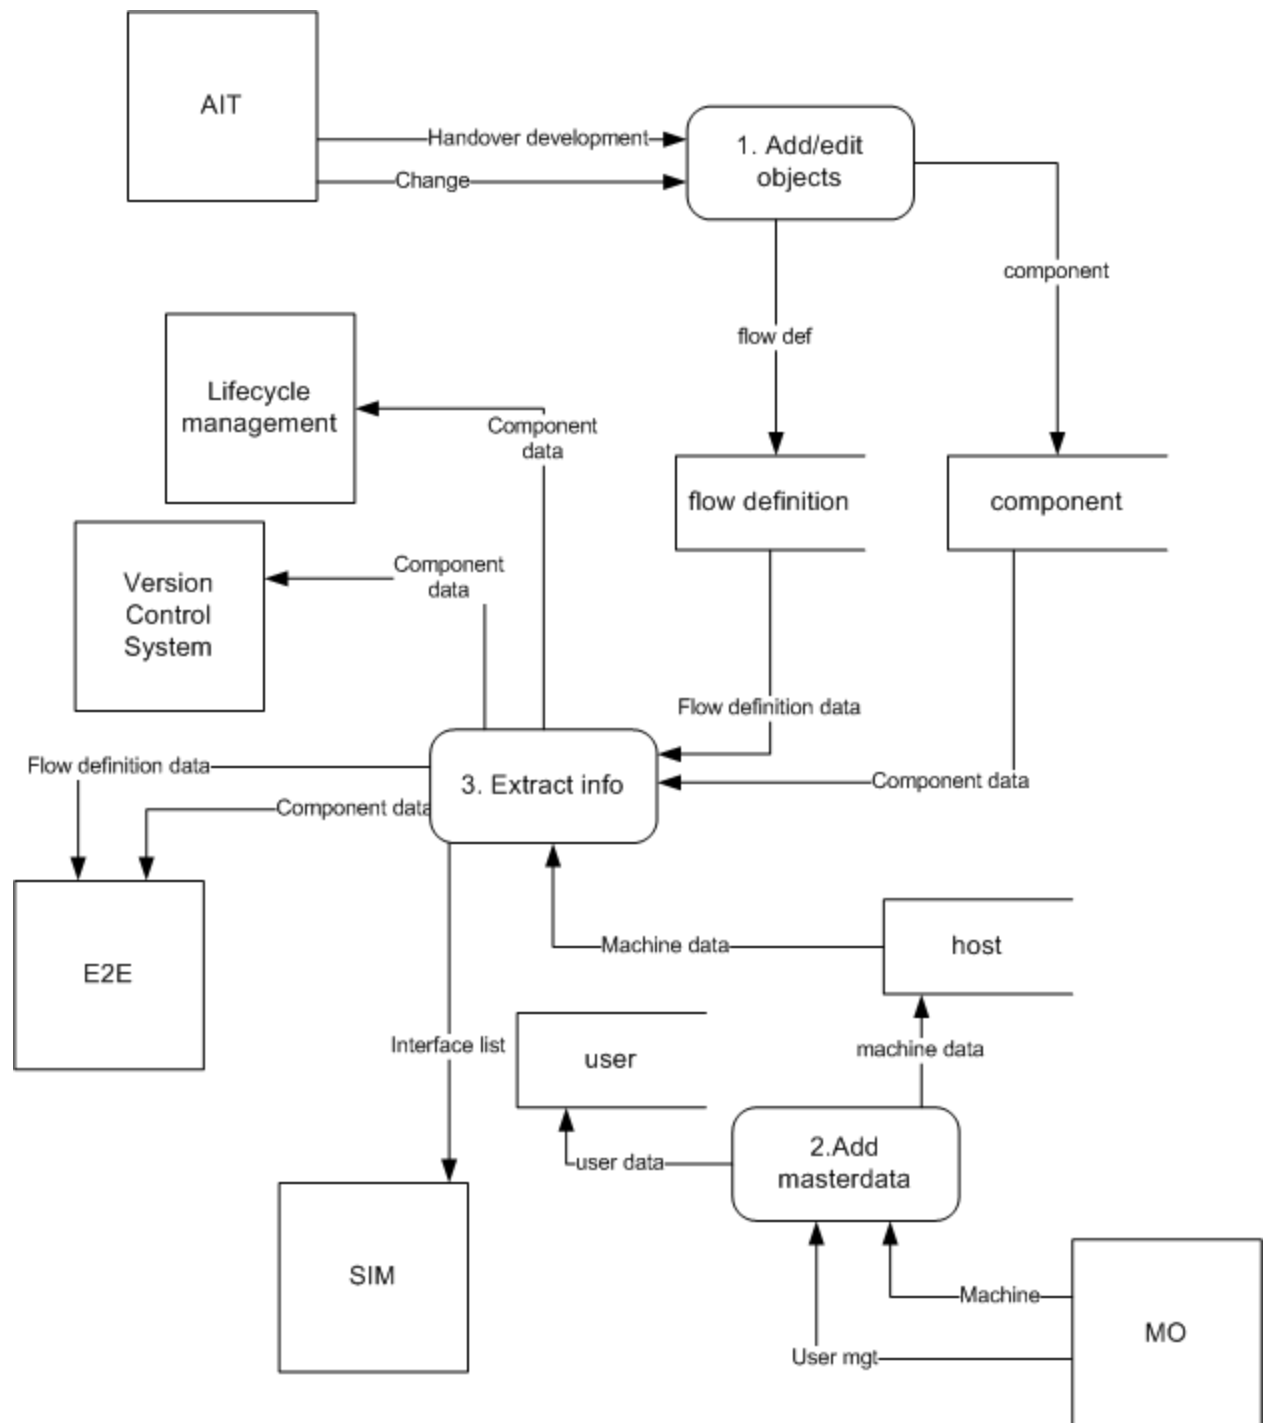 AIT
Handover development
Change
1. Add/edit
objects
component
flow def
Lifecycle
management
Component
data
flow definition
component
Version
Control
System
Component
data
Flow definition data
Flow definition data
Component data
3. Extract info
Component data
E2E
Machine data
host
Interface list
user
machine data
user data
2.Add
masterdata
SIM
Machine
User mgt
MO